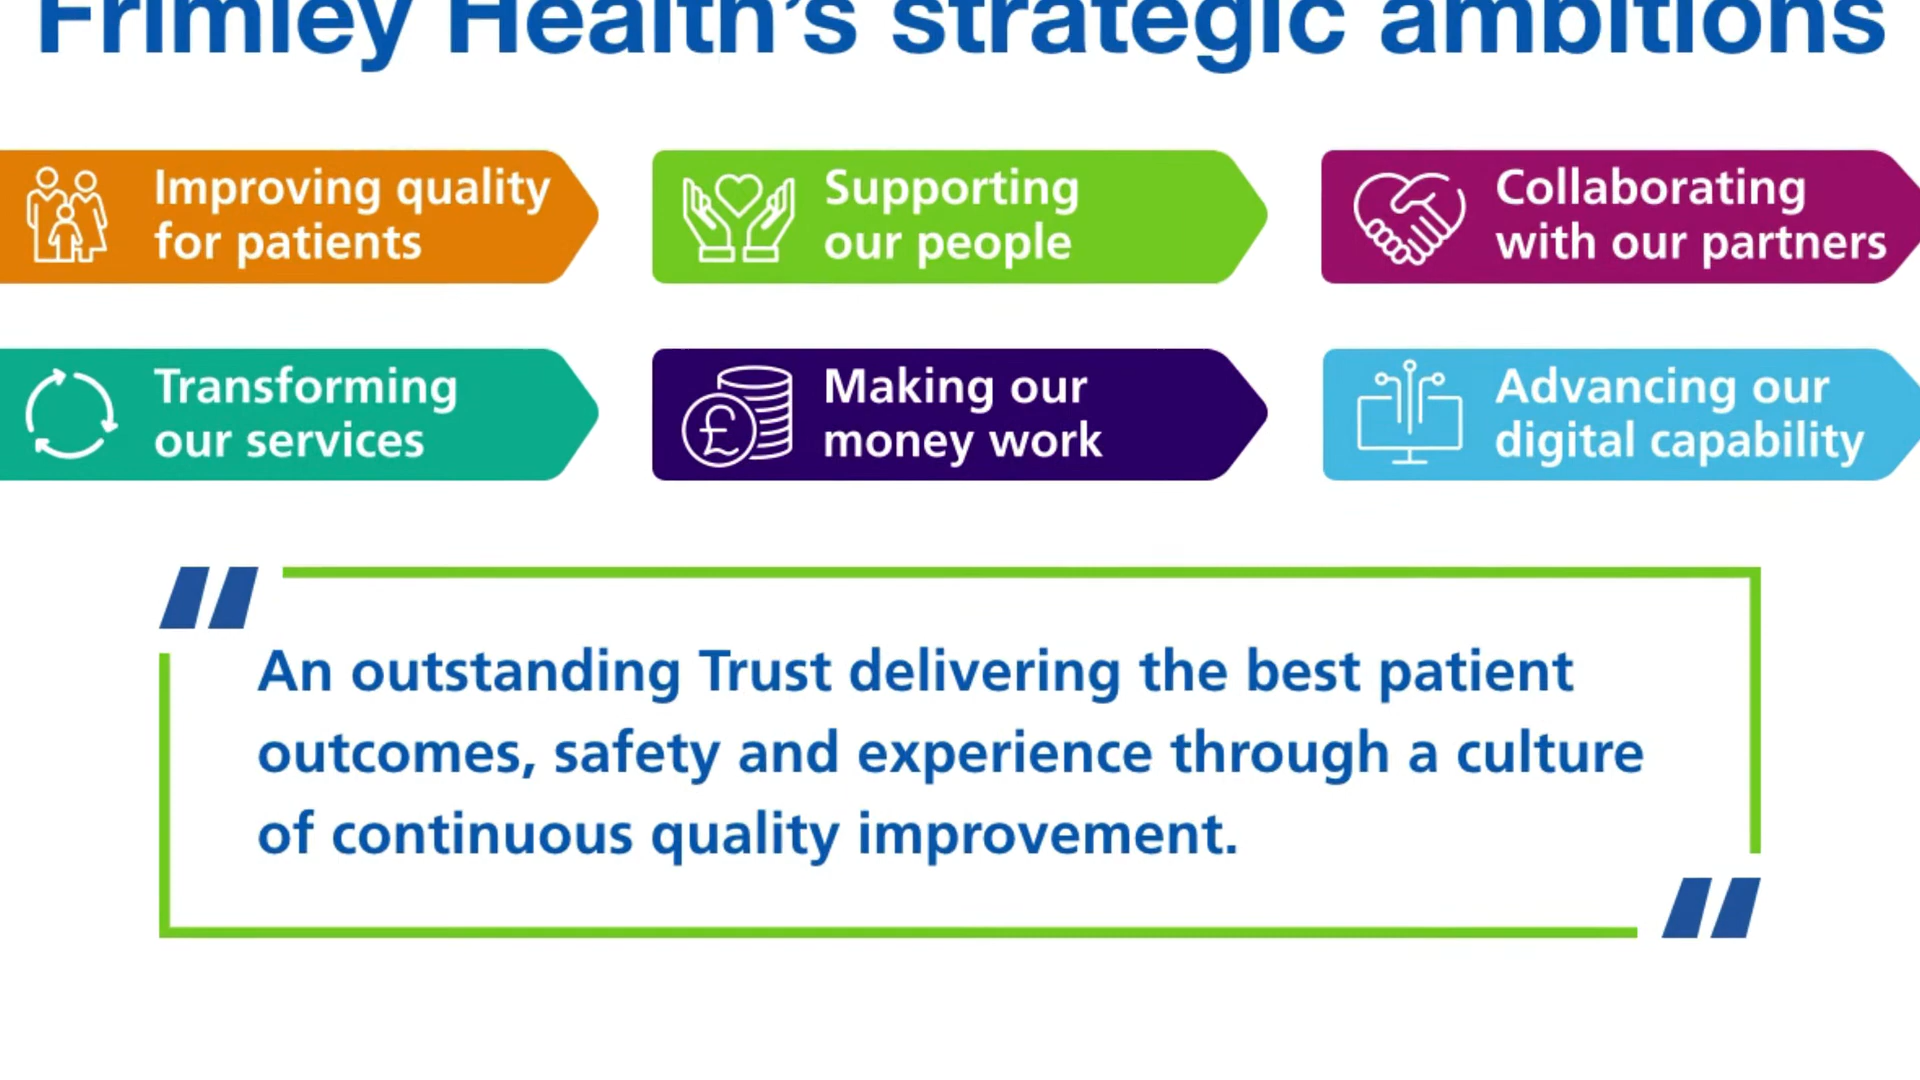 Frimley Health's strategic ambitions
Improving quality
for patients
Supporting
our people
Collaborating
with our partners
Transforming
our services
£
Making our
money work
Advancing our
digital capability
An outstanding Trust delivering the best patient
outcomes, safety and experience through a culture
of continuous quality improvement.